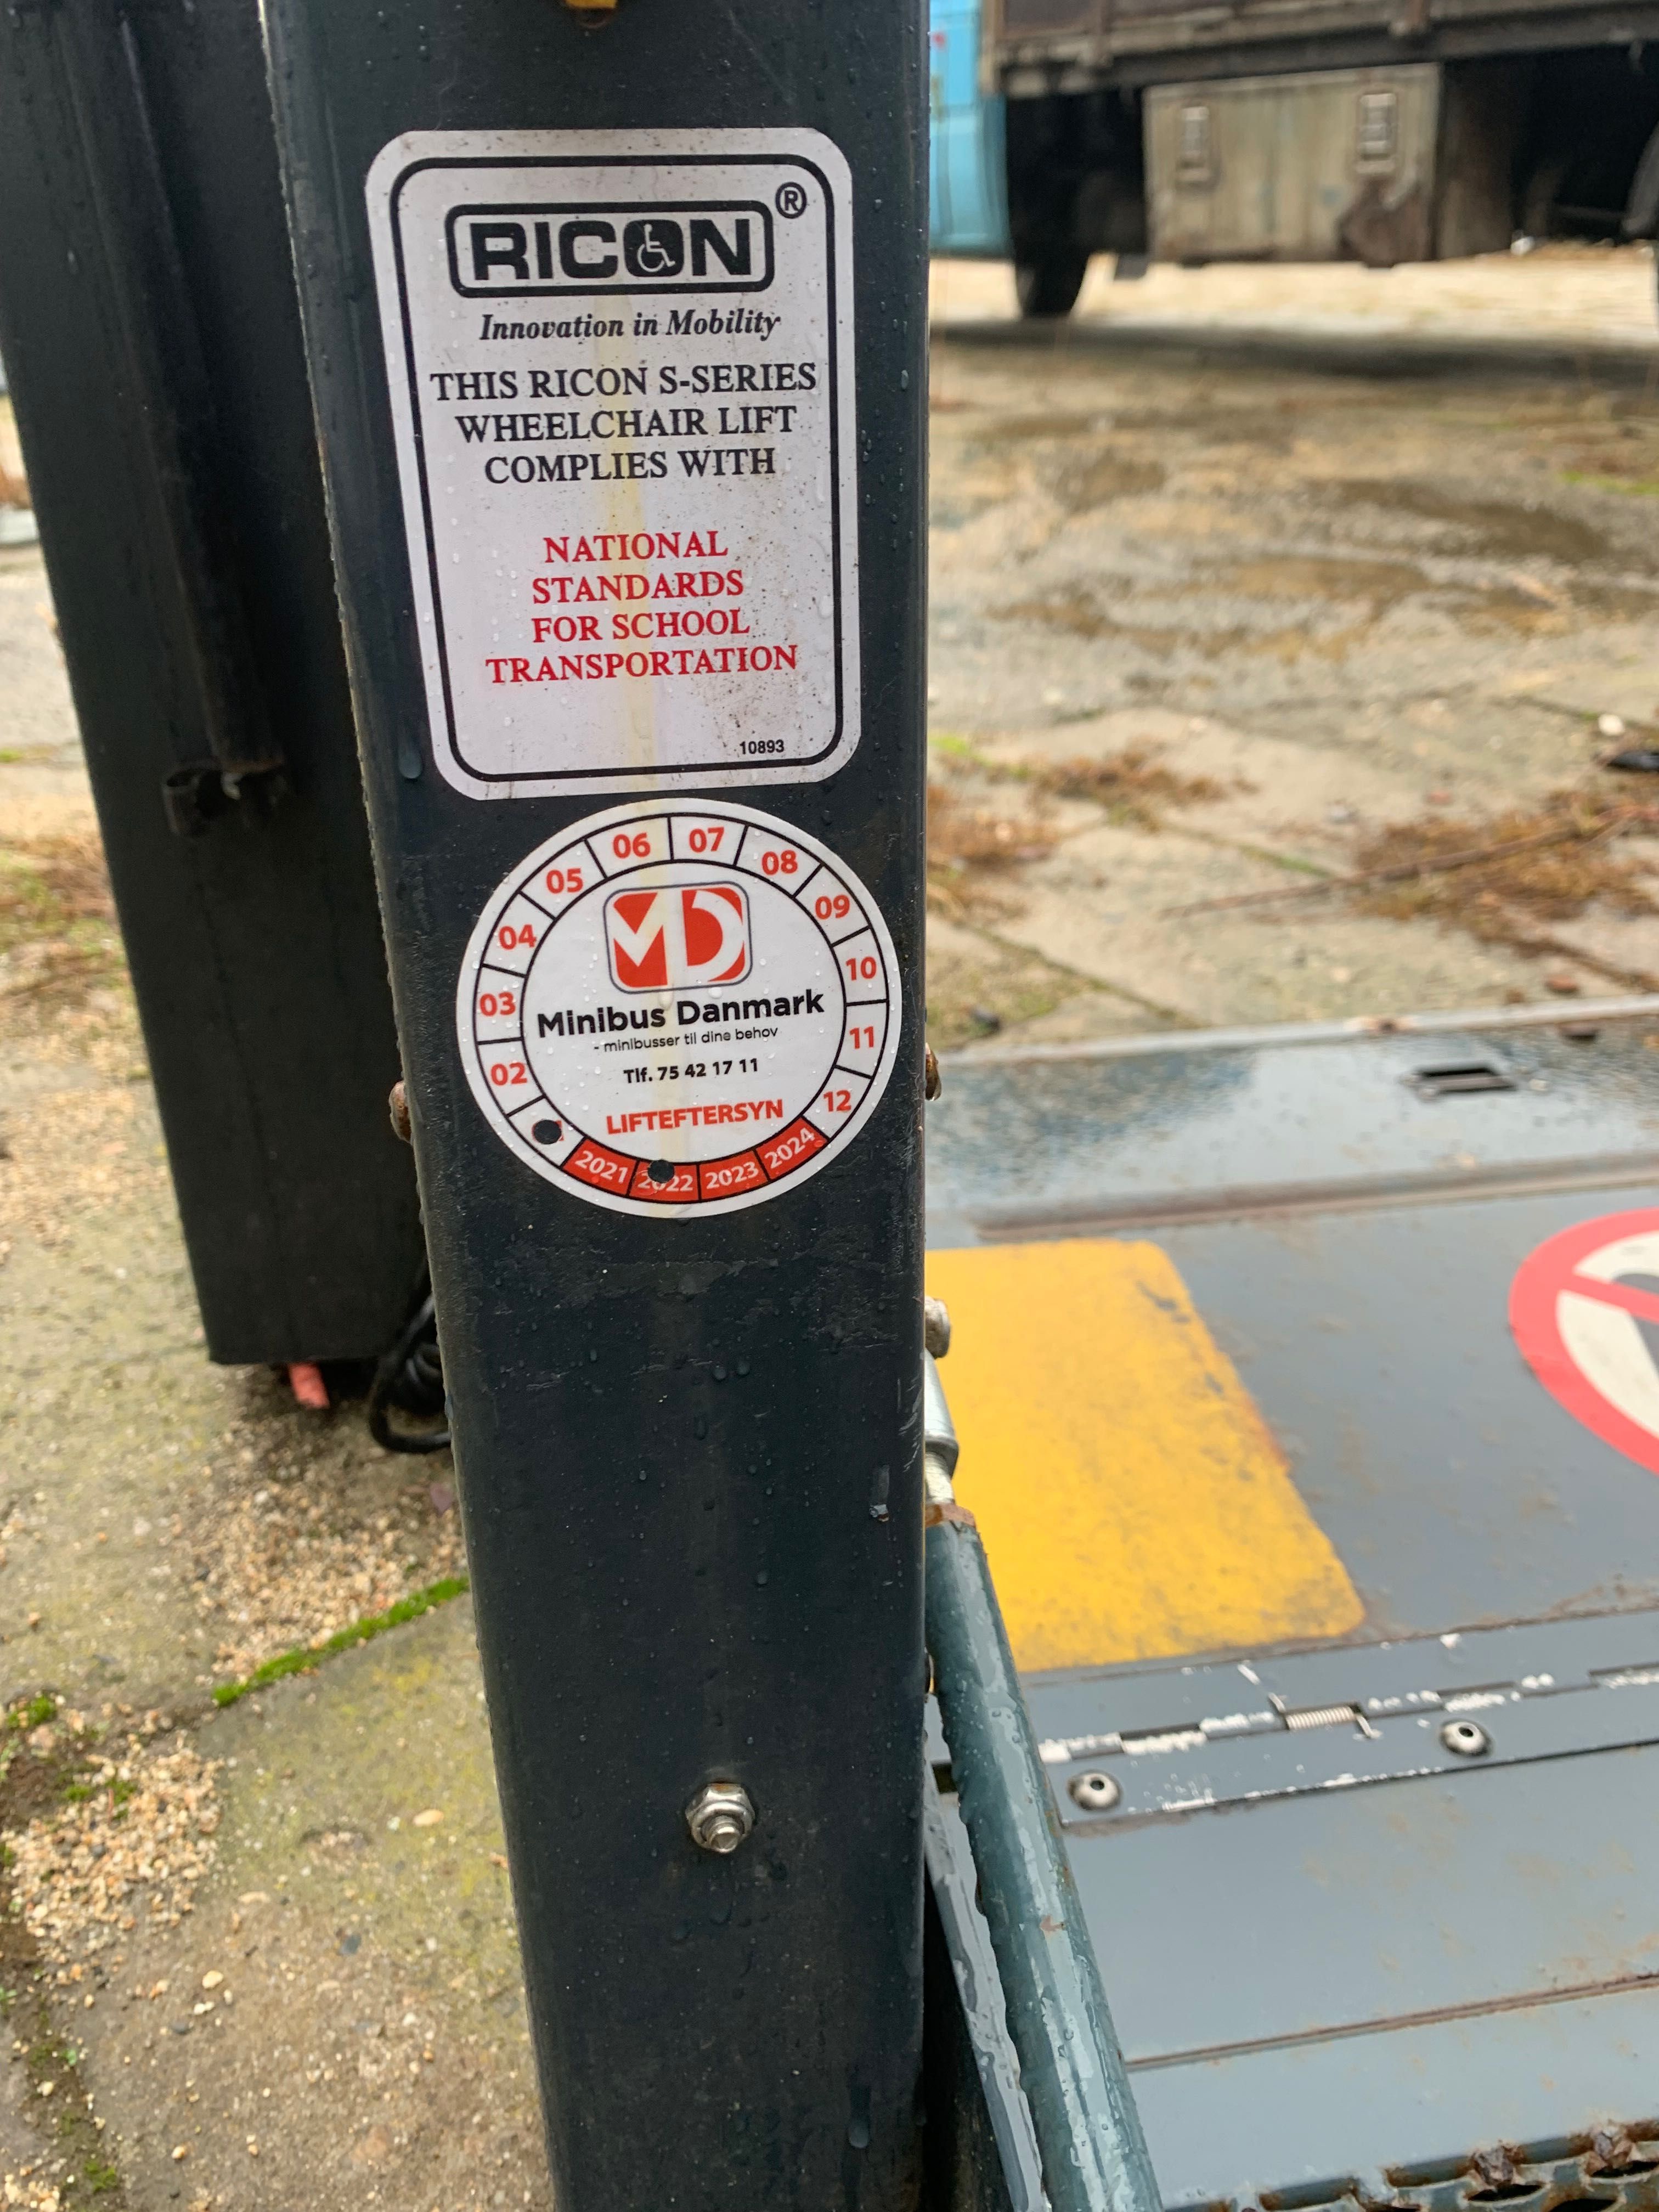 RICON®
Innovation in Mobility
THIS RICON S-SERIES
WHEELCHAIR LIFT
COMPLIES WITH
NATIONAL
STANDARDS
FOR SCHOOL
TRANSPORTATION
10893
02 03 04 05 06 07 08 09 10 11 12
MD
Minibus Danmark
- minibusser til dine behov
Tlf. 75 42 17 11
LIFTEFTERSYN
2021 2022 2023 2024